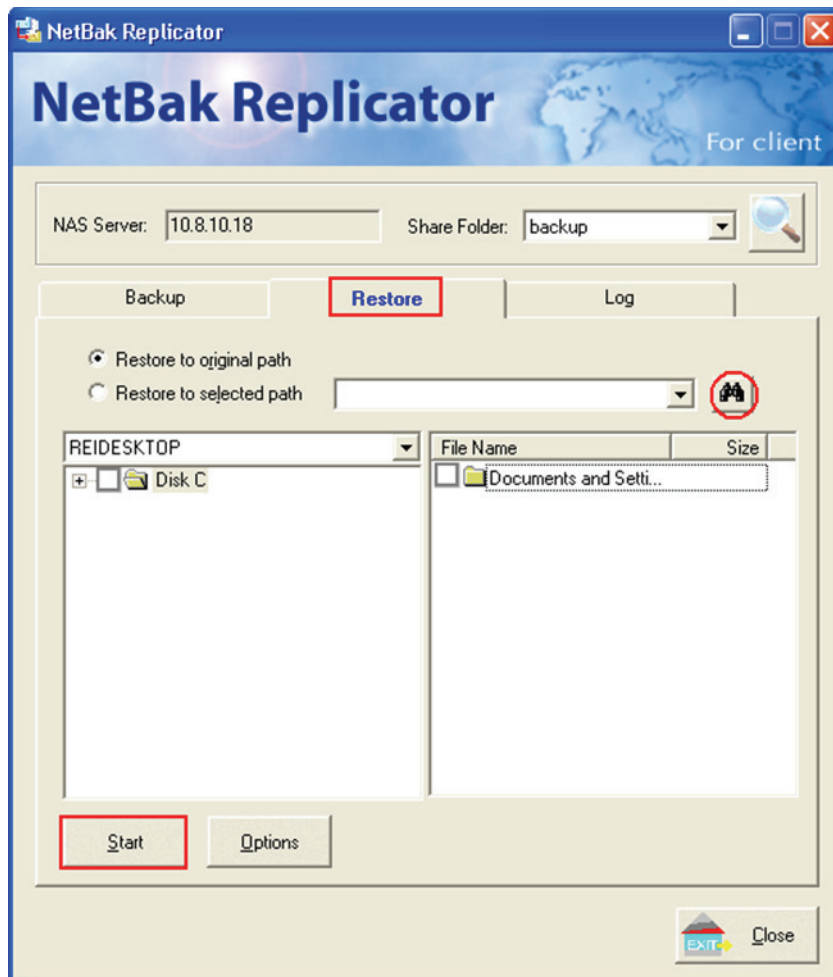 NetBak Replicator
NetBak Replicator
For client
NAS Server: 10.8.10.18 Share Folder: backup
Backup Restore Log
Restore to original path
Restore to selected path
REIDESKTOP File Name Size
Disk C Documents and Setti...
Start Options
EXIT Close